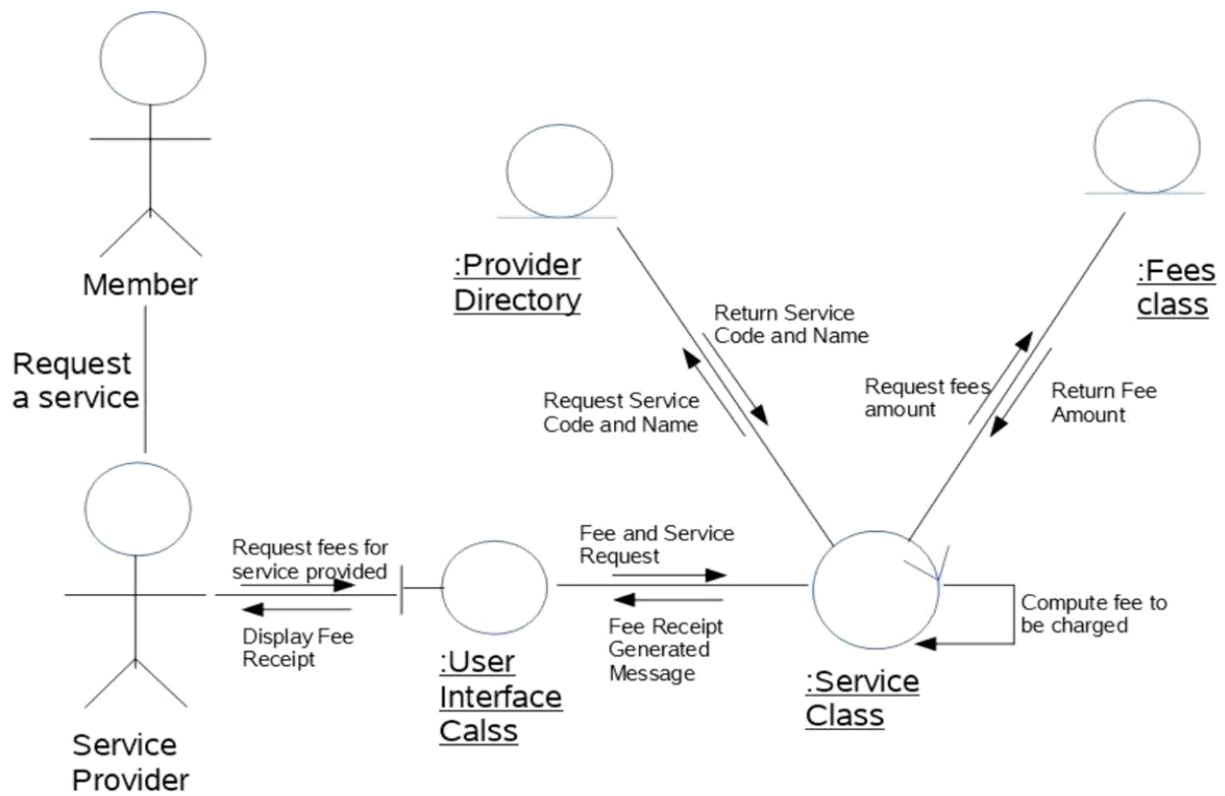 Member
Request
a service
Service
Provider
Request fees for
service provided
Display Fee
Receipt
:User
Interface
Calss
:Provider
Directory
Return Service
Code and Name
Request Service
Code and Name
Fee and Service
Request
Fee Receipt
Generated
Message
:Service
Class
Compute fee to
be charged
Request fees
amount
Return Fee
Amount
:Fees
class